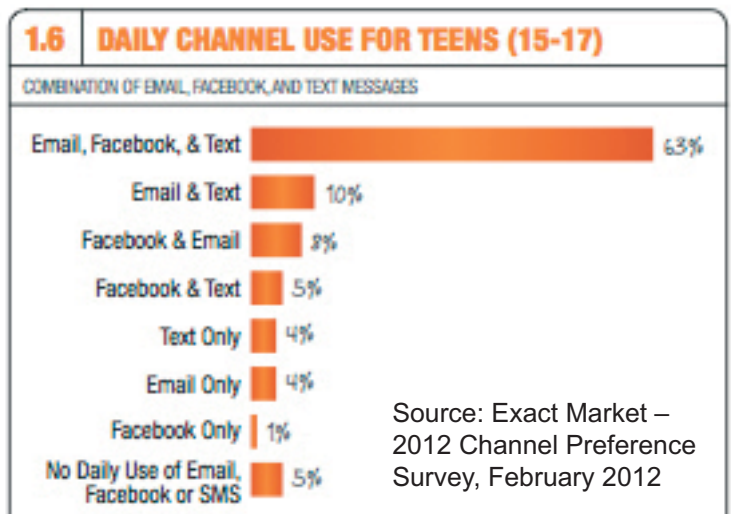 1.6 DAILY CHANNEL USE FOR TEENS (15-17)
COMBINATION OF EMAIL, FACEBOOK, AND TEXT MESSAGES
Email, Facebook, & Text 63%
Email & Text 10%
Facebook & Email 8%
Facebook & Text 5%
Text Only 4%
Email Only 4%
Facebook Only 1%
No Daily Use of Email,
Facebook or SMS 5%
Source: Exact Market –
2012 Channel Preference
Survey, February 2012